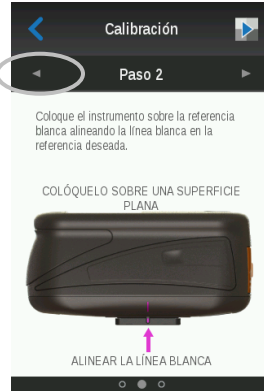 Calibración
Paso 2
Coloque el instrumento sobre la referencia
blanca alineando la línea blanca en la
referencia deseada.
COLÓQUELO SOBRE UNA SUPERFICIE
PLANA
ALINEAR LA LÍNEA BLANCA